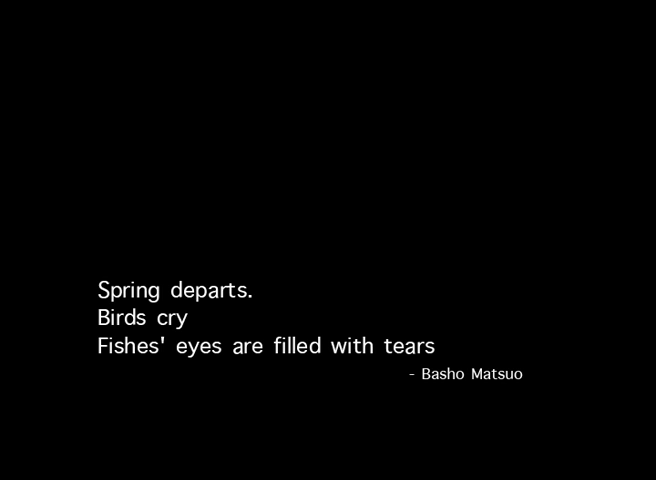 Spring departs.
Birds cry
Fishes' eyes are filled with tears
- Basho Matsuo